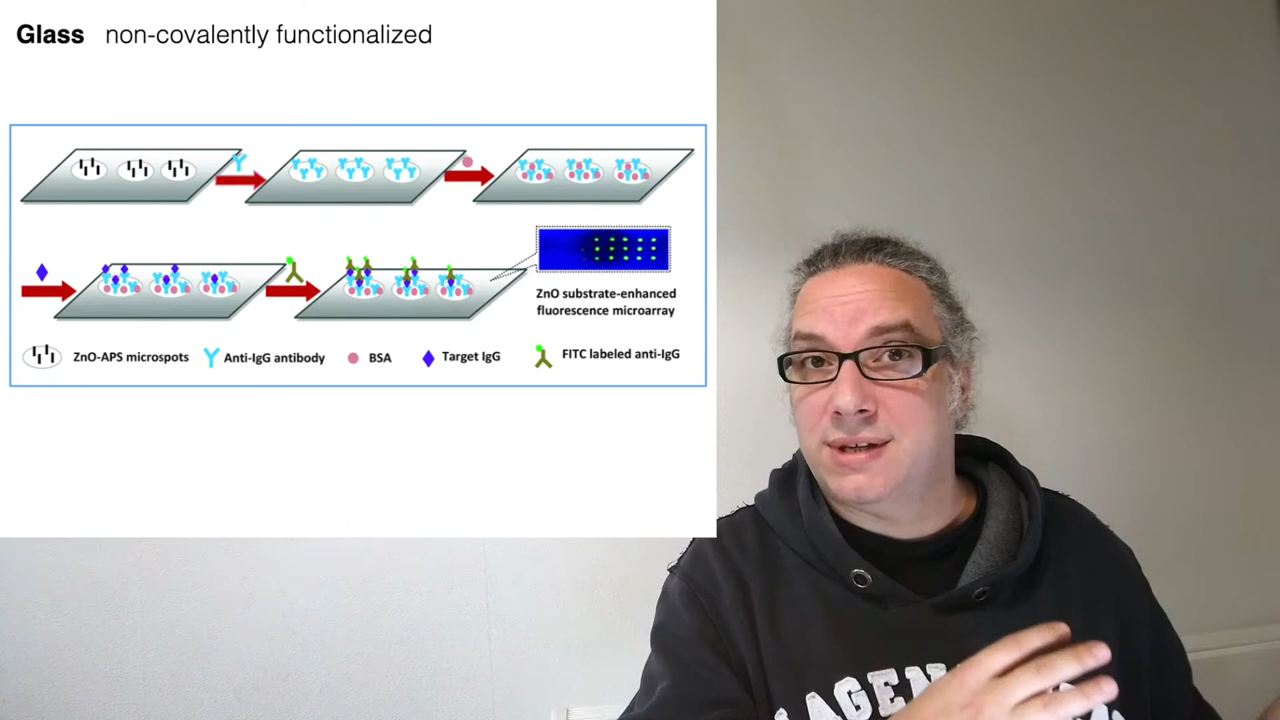 Glass non-covalently functionalized
ZnO substrate-enhanced
fluorescence microarray
ZnO-APS microspots
Anti-IgG antibody
BSA
Target IgG
FITC labeled anti-IgG